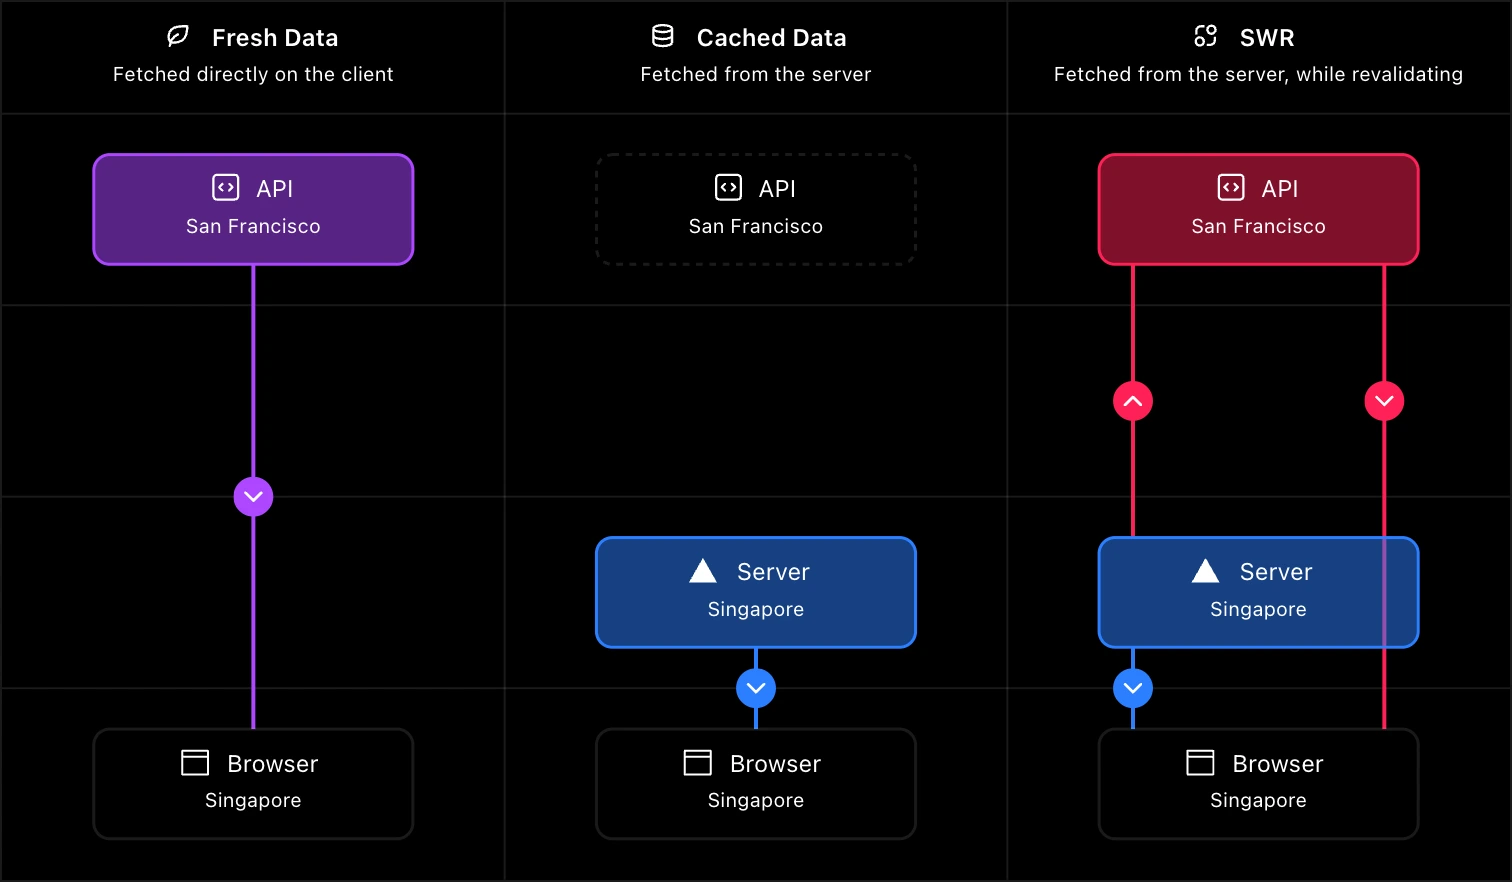 Fresh Data
Fetched directly on the client
Cached Data
Fetched from the server
SWR
Fetched from the server, while revalidating
API
San Francisco
API
San Francisco
API
San Francisco
Server
Singapore
Server
Singapore
Browser
Singapore
Browser
Singapore
Browser
Singapore